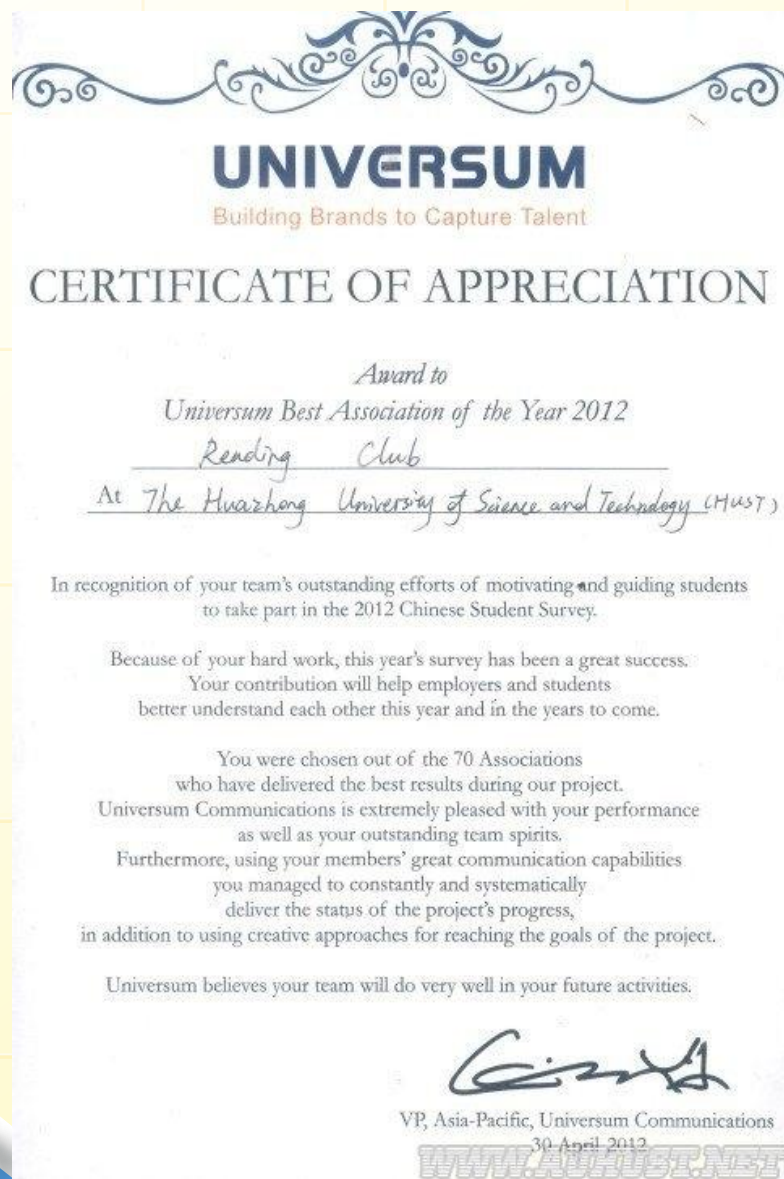 UNIVERSUM
Building Brands to Capture Talent
CERTIFICATE OF APPRECIATION
Award to
Universum Best Association of the Year 2012
Reading Club
At The Huazhong University of Science and Technology (HUST)
In recognition of your team's outstanding efforts of motivating and guiding students
to take part in the 2012 Chinese Student Survey.
Because of your hard work, this year's survey has been a great success.
Your contribution will help employers and students
better understand each other this year and in the years to come.
You were chosen out of the 70 Associations
who have delivered the best results during our project.
Universum Communications is extremely pleased with your performance
as well as your outstanding team spirits.
Furthermore, using your members' great communication capabilities
you managed to constantly and systematically
deliver the status of the project's progress,
in addition to using creative approaches for reaching the goals of the project.
Universum believes your team will do very well in your future activities.
VP, Asia-Pacific, Universum Communications
30 April 2012